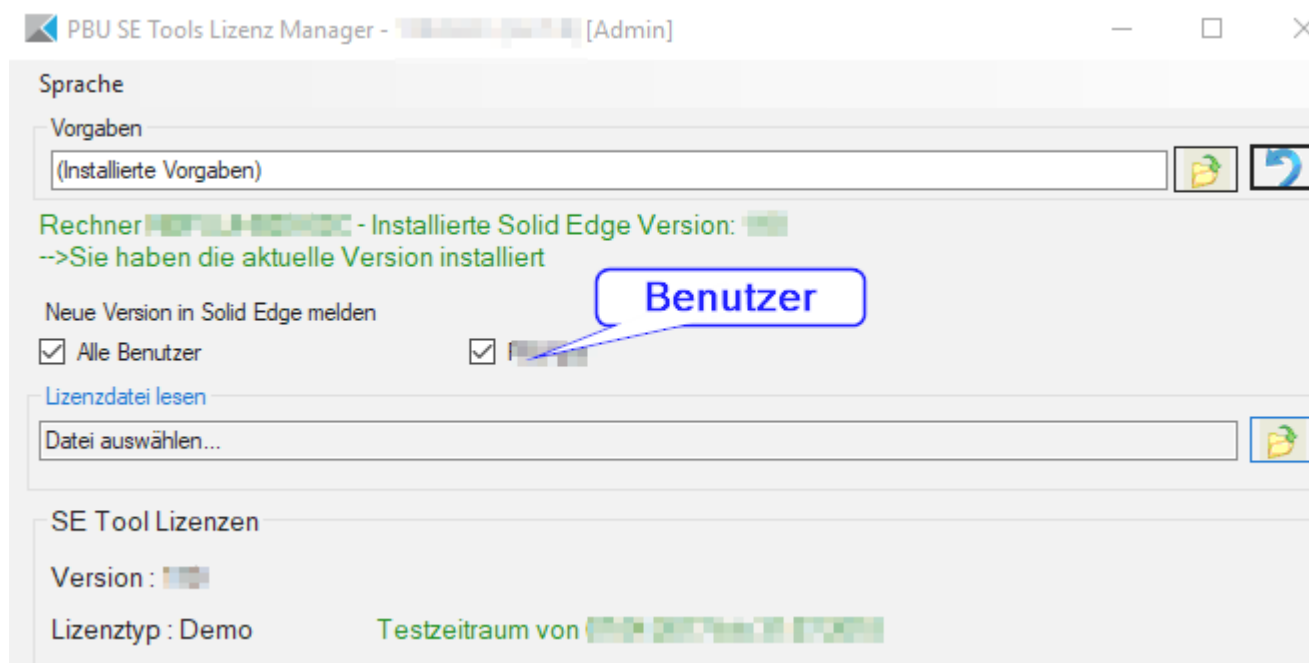 PBU SE Tools Lizenz Manager - [Admin]
Sprache
Vorgaben
(Installierte Vorgaben)
Rechner - Installierte Solid Edge Version:
-->Sie haben die aktuelle Version installiert
Benutzer
Neue Version in Solid Edge melden
Alle Benutzer
Lizenzdatei lesen
Datei auswählen...
SE Tool Lizenzen
Version :
Lizenztyp : Demo Testzeitraum von